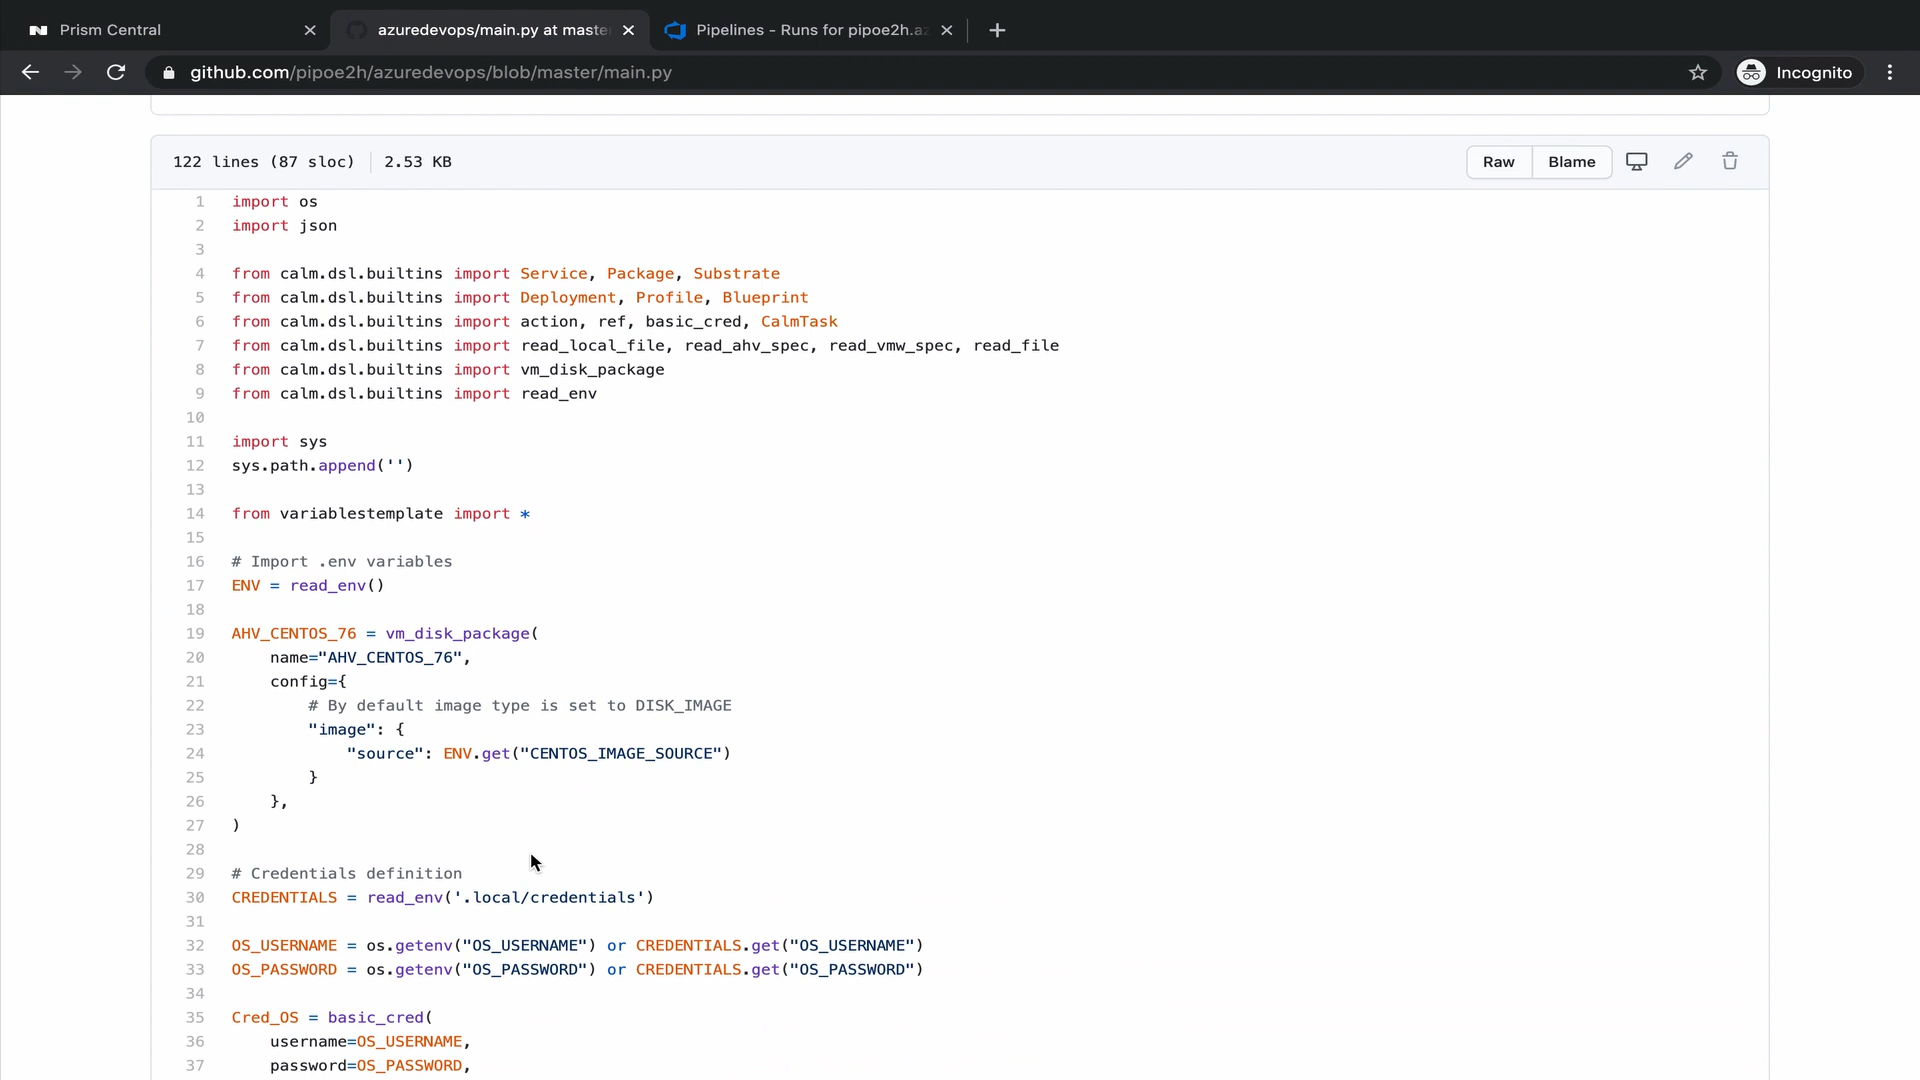 Prism Central
azuredevops/main.py at maste
Pipelines - Runs for pipoe2h.az
github.com/pipoe2h/azuredevops/blob/master/main.py
Incognito
122 lines (87 sloc) 2.53 KB
Raw Blame
1 import os
2 import json
3
4 from calm.dsl.builtins import Service, Package, Substrate
5 from calm.dsl.builtins import Deployment, Profile, Blueprint
6 from calm.dsl.builtins import action, ref, basic_cred, CalmTask
7 from calm.dsl.builtins import read_local_file, read_ahv_spec, read_vmw_spec, read_file
8 from calm.dsl.builtins import vm_disk_package
9 from calm.dsl.builtins import read_env
10
11 import sys
12 sys.path.append('')
13
14 from variablestemplate import *
15
16 # Import .env variables
17 ENV = read_env()
18
19 AHV_CENTOS_76 = vm_disk_package(
20 name="AHV_CENTOS_76",
21 config={
22 # By default image type is set to DISK_IMAGE
23 "image": {
24 "source": ENV.get("CENTOS_IMAGE_SOURCE")
25 }
26 },
27 )
28
29 # Credentials definition
30 CREDENTIALS = read_env('.local/credentials')
31
32 OS_USERNAME = os.getenv("OS_USERNAME") or CREDENTIALS.get("OS_USERNAME")
33 OS_PASSWORD = os.getenv("OS_PASSWORD") or CREDENTIALS.get("OS_PASSWORD")
34
35 Cred_OS = basic_cred(
36 username=OS_USERNAME,
37 password=OS_PASSWORD,